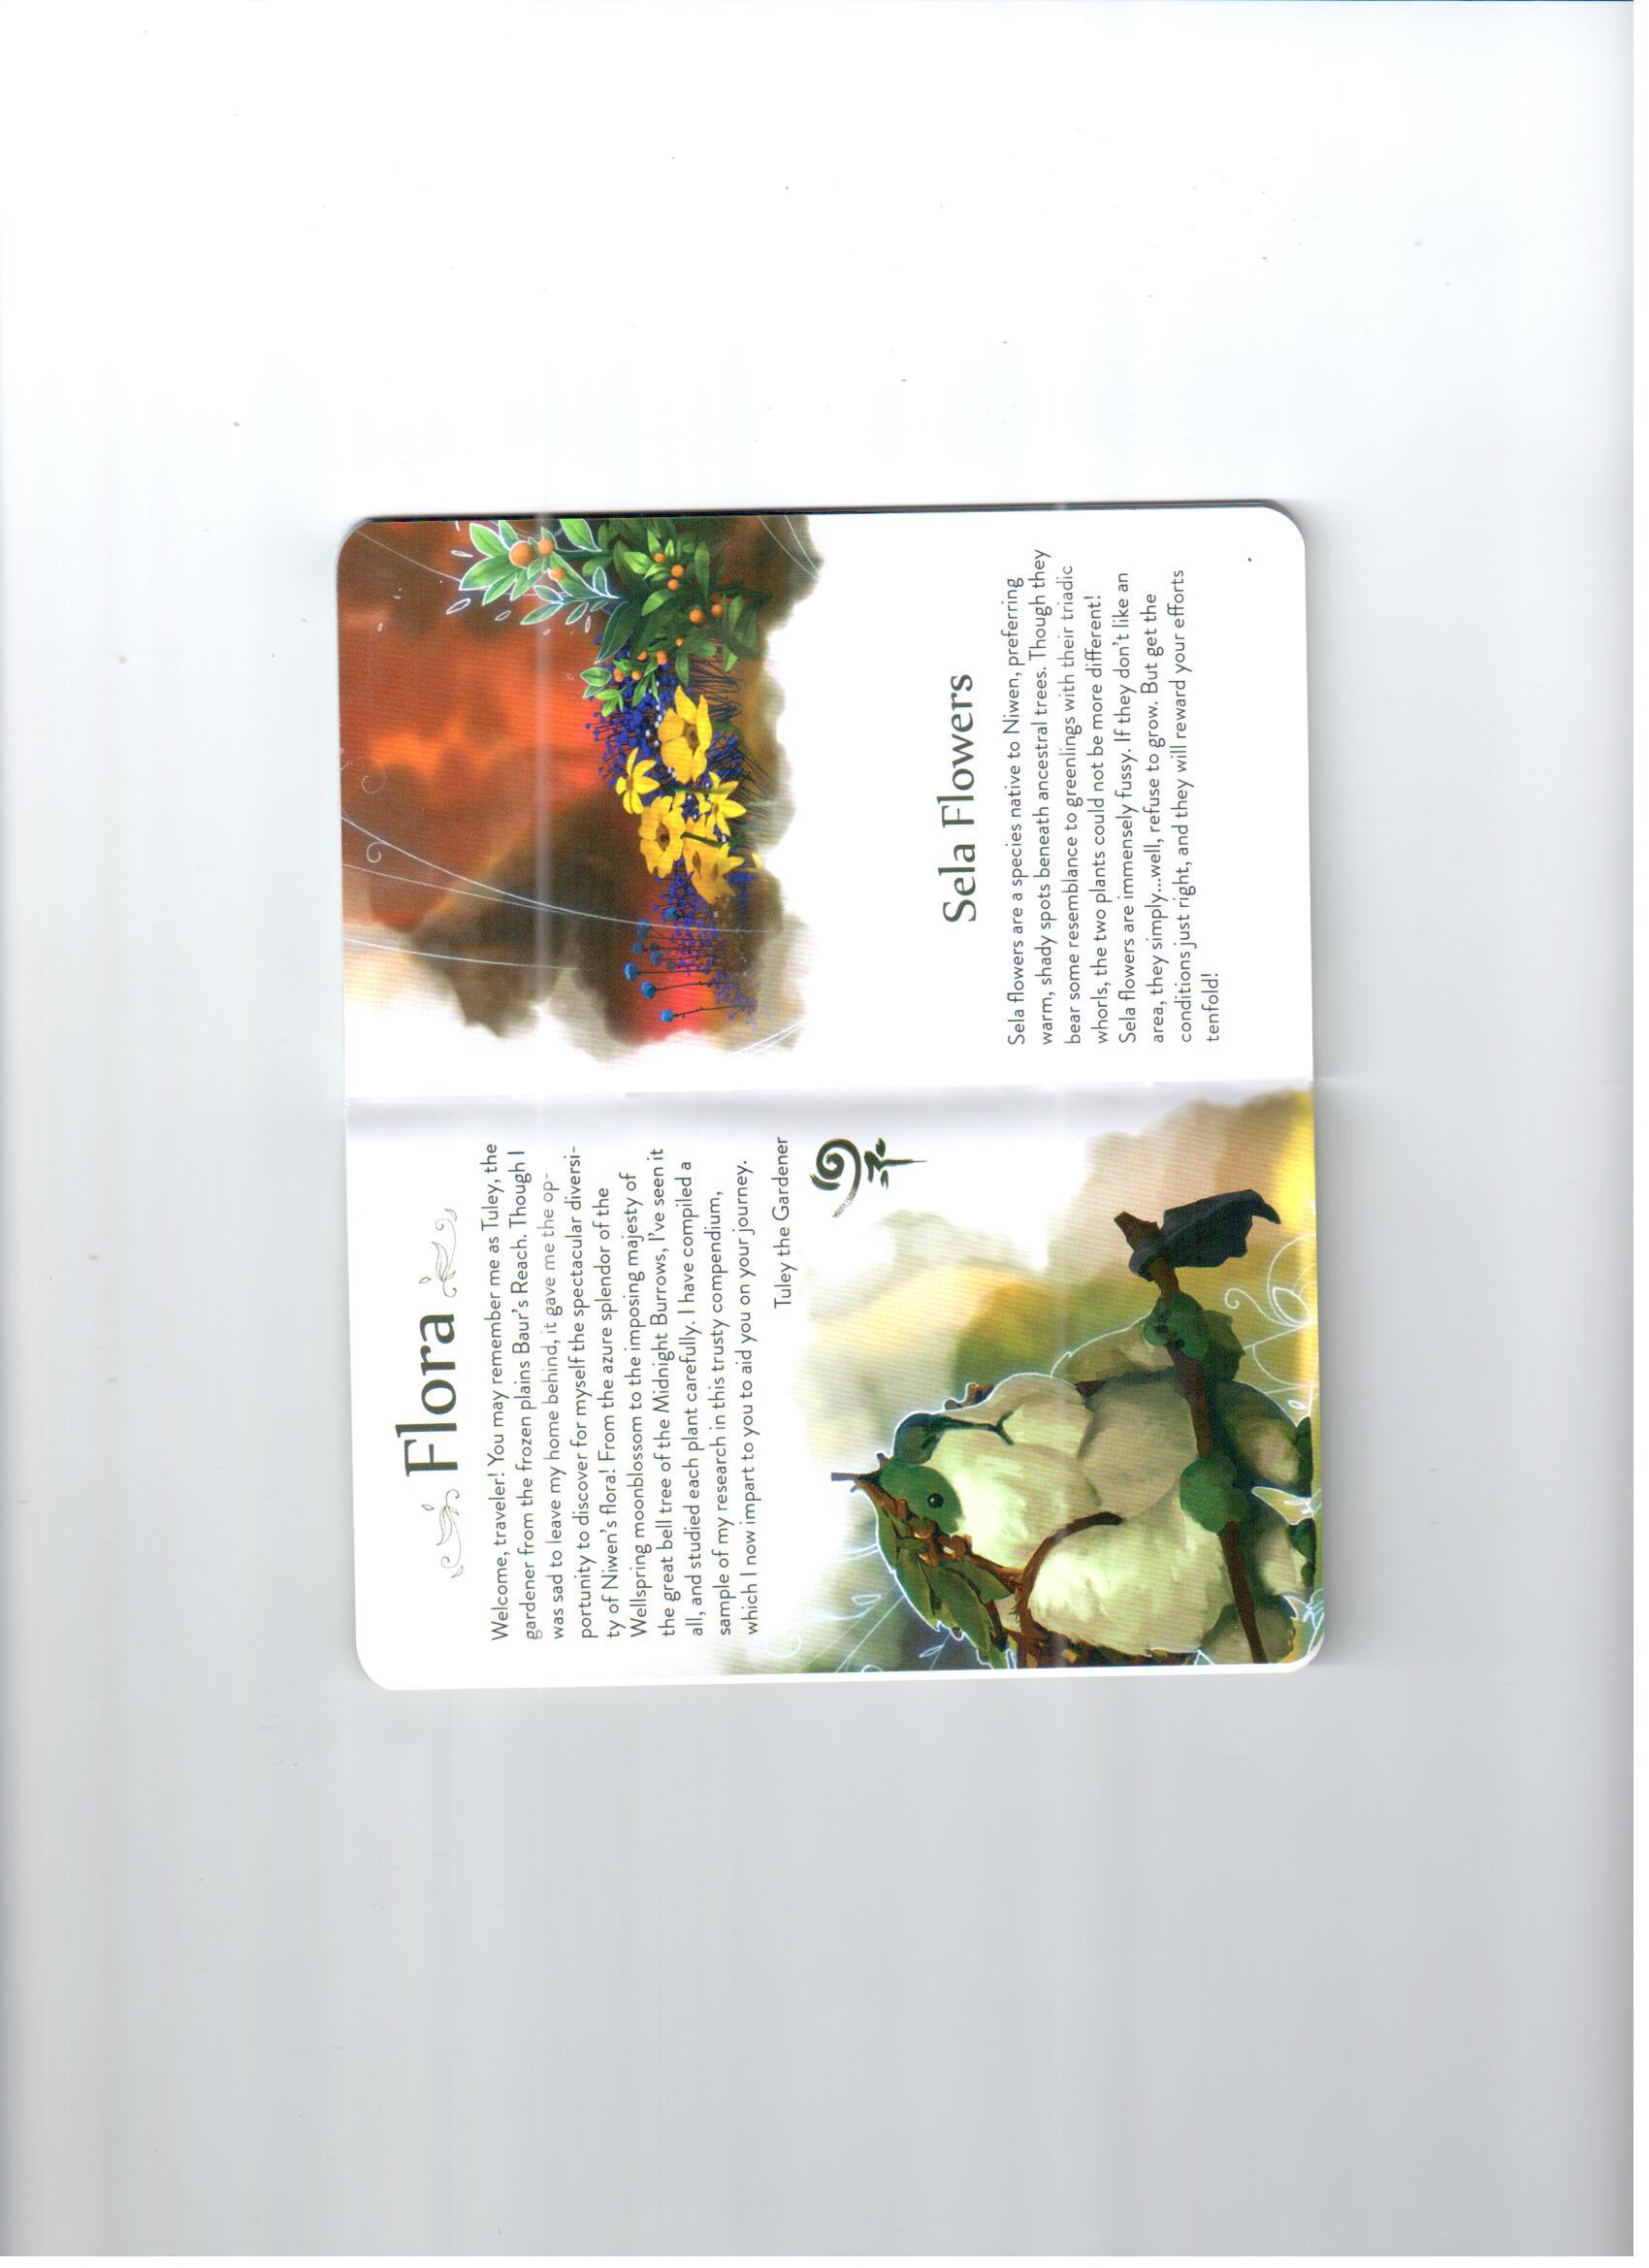 Flora
Welcome, traveler! You may remember me as Tuley, the
gardener from the frozen plains Baur's Reach. Though I
was sad to leave my home behind, it gave me the op-
portunity to discover for myself the spectacular diversi-
ty of Niwen's flora! From the azure splendor of the
Wellspring moonblossom to the imposing majesty of
the great bell tree of the Midnight Burrows, I've seen it
all, and studied each plant carefully. I have compiled a
sample of my research in this trusty compendium,
which I now impart to you to aid you on your journey.
Tuley the Gardener
Sela Flowers
Sela flowers are a species native to Niwen, preferring
warm, shady spots beneath ancestral trees. Though they
bear some resemblance to greenlings with their triadic
whorls, the two plants could not be more different!
Sela flowers are immensely fussy. If they don't like an
area, they simply...well, refuse to grow. But get the
conditions just right, and they will reward your efforts
tenfold!